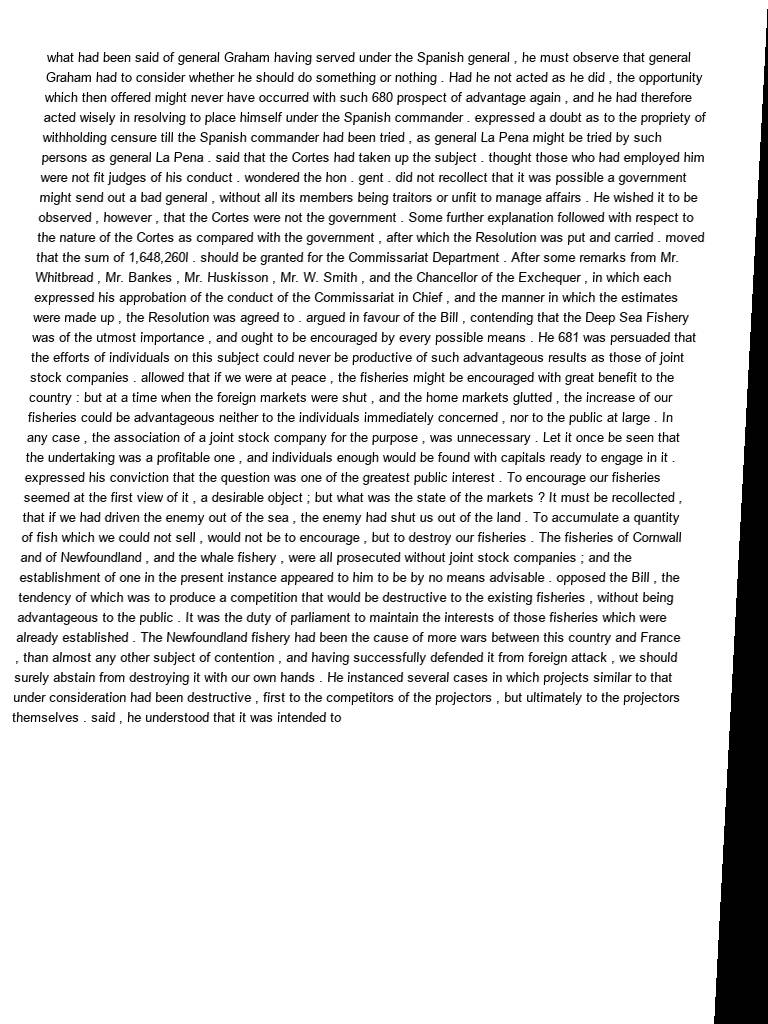 what had been said of general Graham having served under the Spanish general , he must observe that general
Graham had to consider whether he should do something or nothing . Had he not acted as he did , the opportunity
which then offered might never have occurred with such 680 prospect of advantage again , and he had therefore
acted wisely in resolving to place himself under the Spanish commander . expressed a doubt as to the propriety of
withholding censure till the Spanish commander had been tried , as general La Pena might be tried by such
persons as general La Pena . said that the Cortes had taken up the subject . thought those who had employed him
were not fit judges of his conduct . wondered the hon . gent . did not recollect that it was possible a government
might send out a bad general , without all its members being traitors or unfit to manage affairs . He wished it to be
observed , however , that the Cortes were not the government . Some further explanation followed with respect to
the nature of the Cortes as compared with the government , after which the Resolution was put and carried . moved
that the sum of 1,648,260l . should be granted for the Commissariat Department . After some remarks from Mr.
Whitbread , Mr. Bankes , Mr. Huskisson , Mr. W. Smith , and the Chancellor of the Exchequer , in which each
expressed his approbation of the conduct of the Commissariat in Chief , and the manner in which the estimates
were made up , the Resolution was agreed to . argued in favour of the Bill , contending that the Deep Sea Fishery
was of the utmost importance , and ought to be encouraged by every possible means . He 681 was persuaded that
the efforts of individuals on this subject could never be productive of such advantageous results as those of joint
stock companies . allowed that if we were at peace , the fisheries might be encouraged with great benefit to the
country : but at a time when the foreign markets were shut , and the home markets glutted , the increase of our
fisheries could be advantageous neither to the individuals immediately concerned , nor to the public at large . In
any case , the association of a joint stock company for the purpose , was unnecessary . Let it once be seen that
the undertaking was a profitable one , and individuals enough would be found with capitals ready to engage in it .
expressed his conviction that the question was one of the greatest public interest . To encourage our fisheries
seemed at the first view of it , a desirable object ; but what was the state of the markets ? It must be recollected ,
that if we had driven the enemy out of the sea , the enemy had shut us out of the land . To accumulate a quantity
of fish which we could not sell , would not be to encourage , but to destroy our fisheries . The fisheries of Cornwall
and of Newfoundland , and the whale fishery , were all prosecuted without joint stock companies ; and the
establishment of one in the present instance appeared to him to be by no means advisable . opposed the Bill , the
tendency of which was to produce a competition that would be destructive to the existing fisheries , without being
advantageous to the public . It was the duty of parliament to maintain the interests of those fisheries which were
already established . The Newfoundland fishery had been the cause of more wars between this country and France
, than almost any other subject of contention , and having successfully defended it from foreign attack , we should
surely abstain from destroying it with our own hands . He instanced several cases in which projects similar to that
under consideration had been destructive , first to the competitors of the projectors , but ultimately to the projectors
themselves . said , he understood that it was intended to